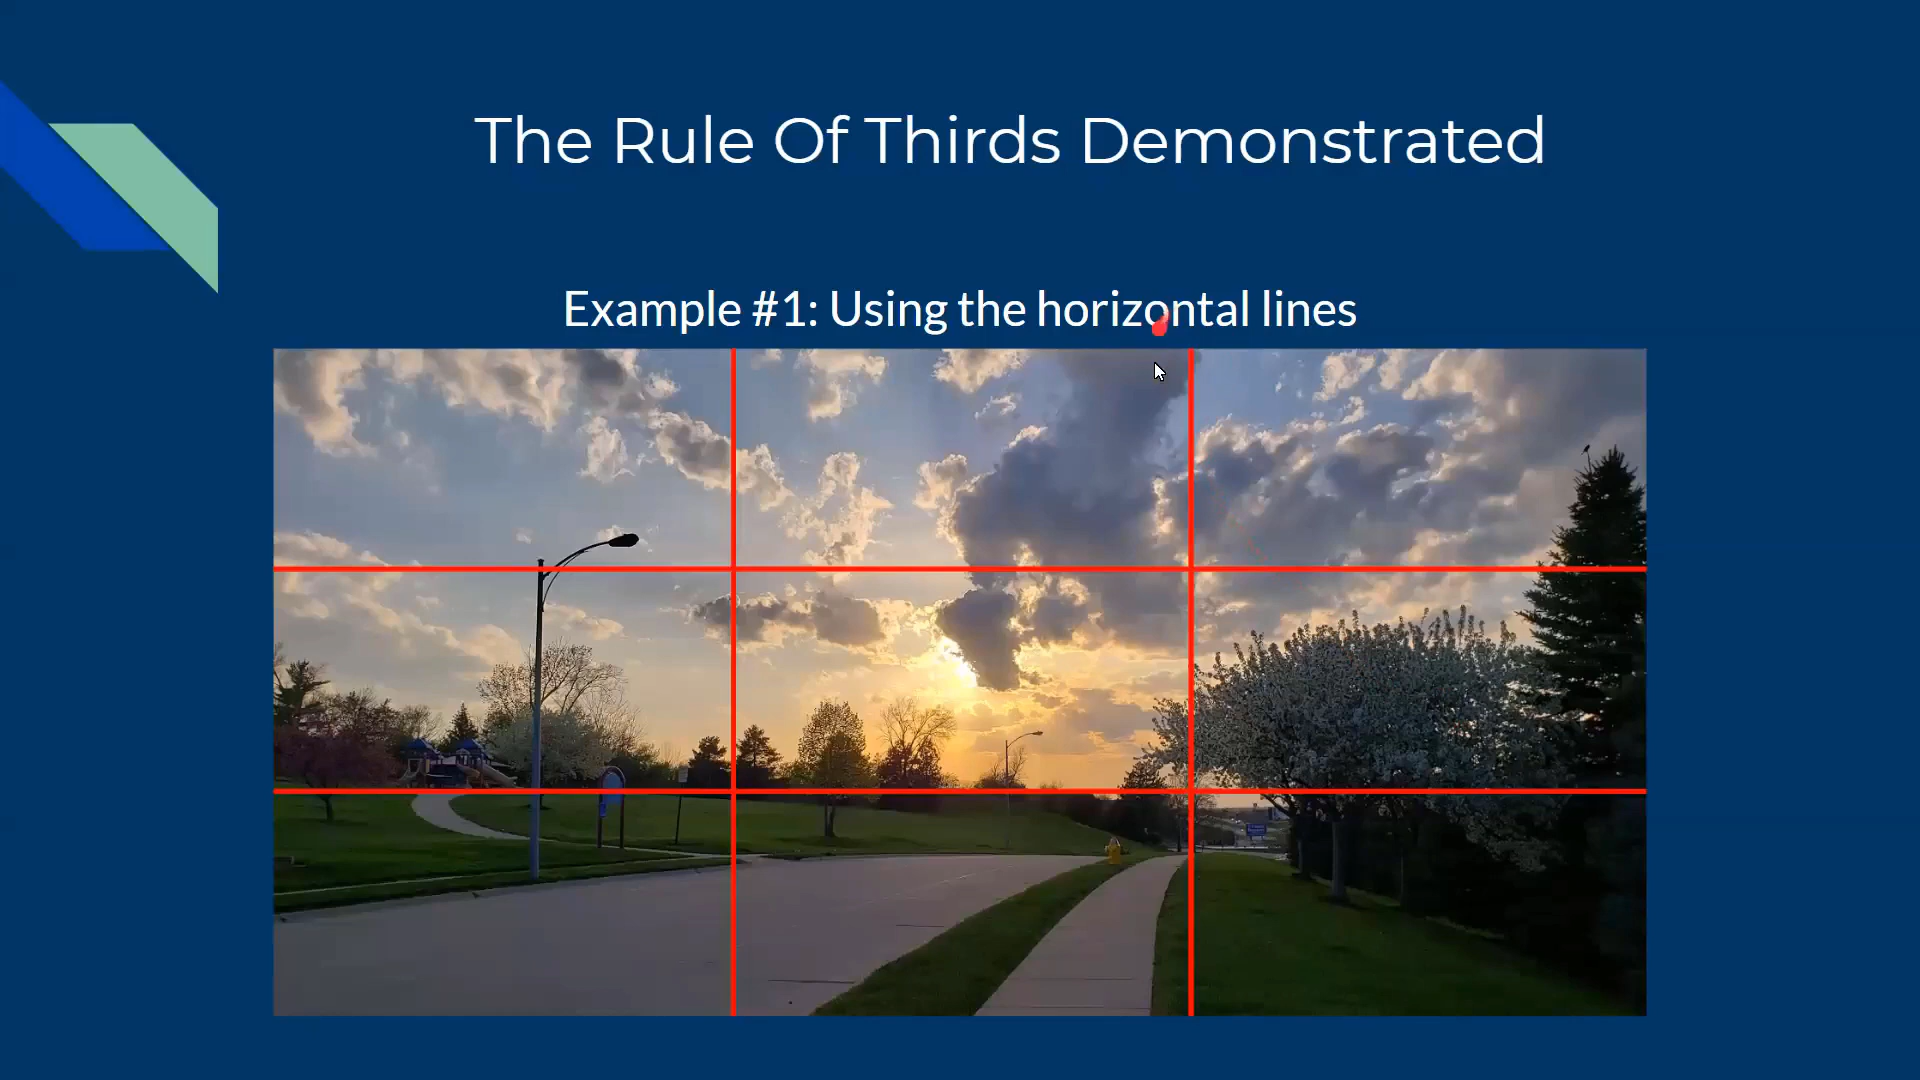 The Rule Of Thirds Demonstrated
Example #1: Using the horizontal lines